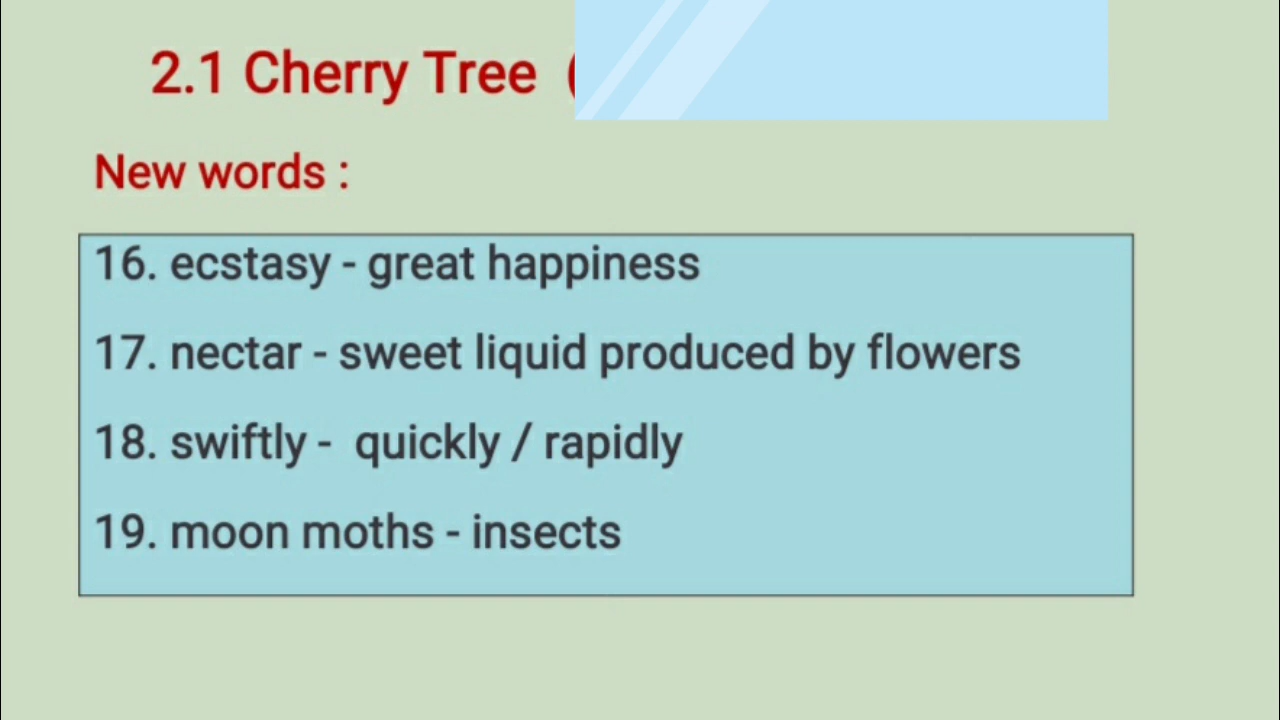 2.1 Cherry Tree (
New words :
16. ecstasy - great happiness
17. nectar - sweet liquid produced by flowers
18. swiftly - quickly / rapidly
19. moon moths - insects